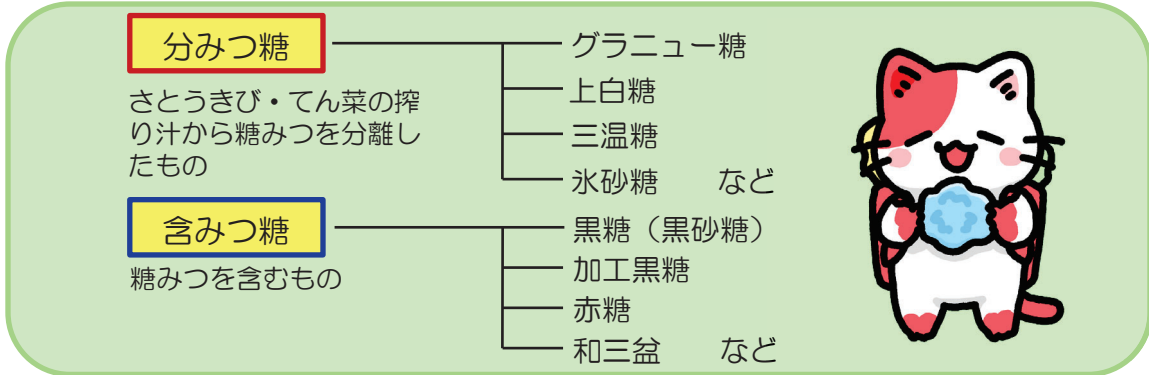 分みつ糖
さとうきび・てん菜の搾
り汁から糖みつを分離し
たもの
グラニュー糖
上白糖
三温糖
氷砂糖　など
含みつ糖
糖みつを含むもの
黒糖（黒砂糖）
加工黒糖
赤糖
和三盆　など